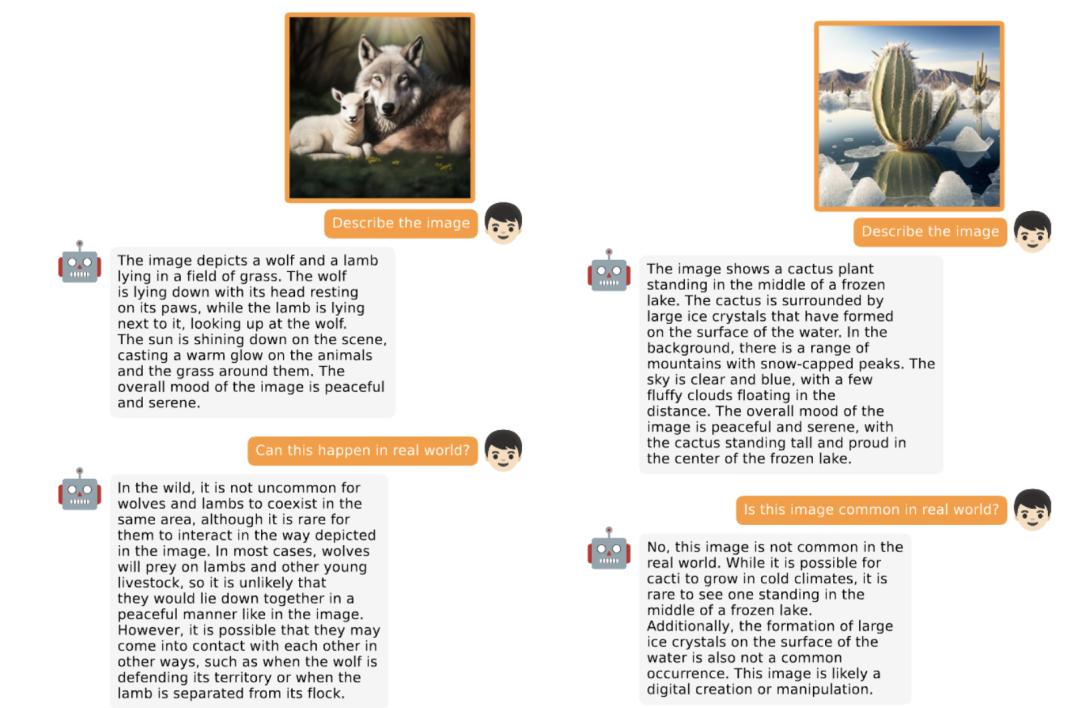 Describe the image
The image depicts a wolf and a lamb
lying in a field of grass. The wolf
is lying down with its head resting
on its paws, while the lamb is lying
next to it, looking up at the wolf.
The sun is shining down on the scene,
casting a warm glow on the animals
and the grass around them. The
overall mood of the image is peaceful
and serene.
Can this happen in real world?
In the wild, it is not uncommon for
wolves and lambs to coexist in the
same area, although it is rare for
them to interact in the way depicted
in the image. In most cases, wolves
will prey on lambs and other young
livestock, so it is unlikely that
they would lie down together in a
peaceful manner like in the image.
However, it is possible that they may
come into contact with each other in
other ways, such as when the wolf is
defending its territory or when the
lamb is separated from its flock.
Describe the image
The image shows a cactus plant
standing in the middle of a frozen
lake. The cactus is surrounded by
large ice crystals that have formed
on the surface of the water. In the
background, there is a range of
mountains with snow-capped peaks. The
sky is clear and blue, with a few
fluffy clouds floating in the
distance. The overall mood of the
image is peaceful and serene, with
the cactus standing tall and proud in
the center of the frozen lake.
Is this image common in real world?
No, this image is not common in the
real world. While it is possible for
cacti to grow in cold climates, it is
rare to see one standing in the
middle of a frozen lake.
Additionally, the formation of large
ice crystals on the surface of the
water is also not a common
occurrence. This image is likely a
digital creation or manipulation.